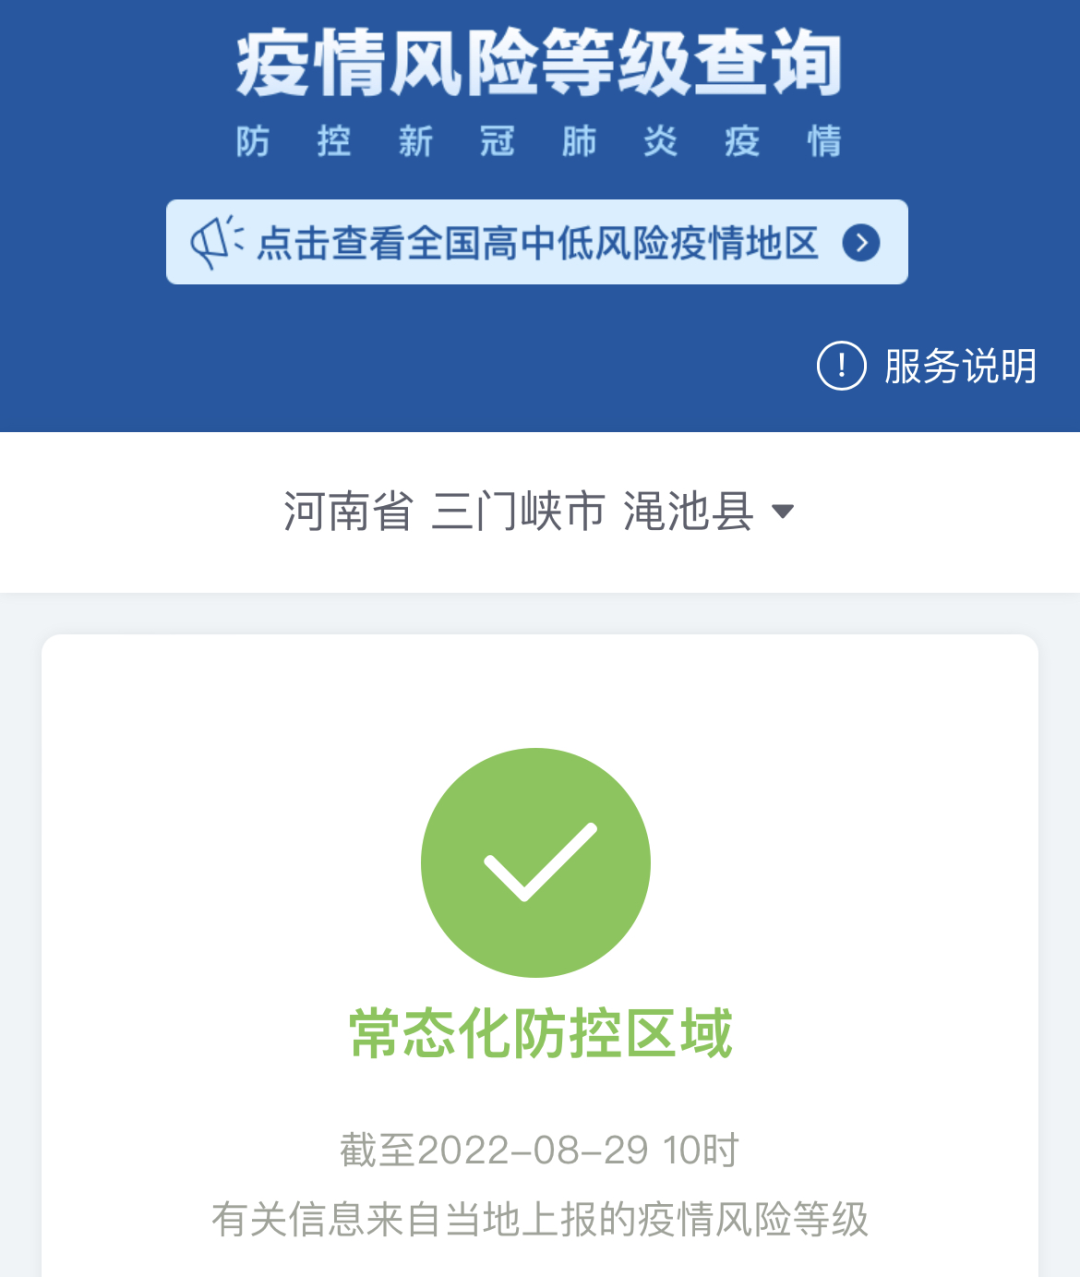 疫情风险等级查询
防控新冠肺炎疫情
点击查看全国高中低风险疫情地区
! 服务说明
河南省 三门峡市 渑池县
常态化防控区域
截至2022-08-29 10时
有关信息来自当地上报的疫情风险等级